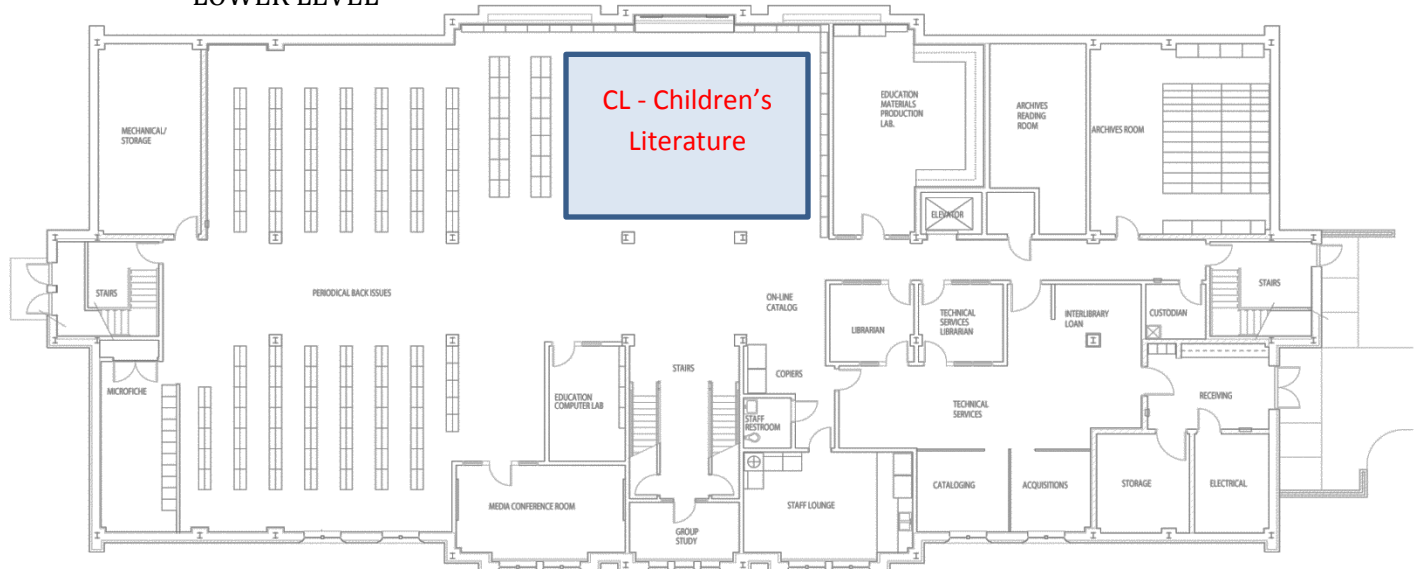 LOWER LEVEL
CL - Children’s
Literature
MECHANICAL/
STORAGE
EDUCATION
MATERIALS
PRODUCTION
LAB.
ARCHIVES
READING
ROOM
ARCHIVES ROOM
ELEVATOR
STAIRS
PERIODICAL BACK ISSUES
ON-LINE
CATALOG
LIBRARIAN
TECHNICAL
SERVICES
LIBRARIAN
INTERLIBRARY
LOAN
CUSTODIAN
STAIRS
MICROFICHE
EDUCATION
COMPUTER LAB
STAIRS
COPIERS
STAFF
RESTROOM
TECHNICAL
SERVICES
RECEIVING
MEDIA CONFERENCE ROOM
GROUP
STUDY
STAFF LOUNGE
CATALOGING
ACQUISITIONS
STORAGE
ELECTRICAL